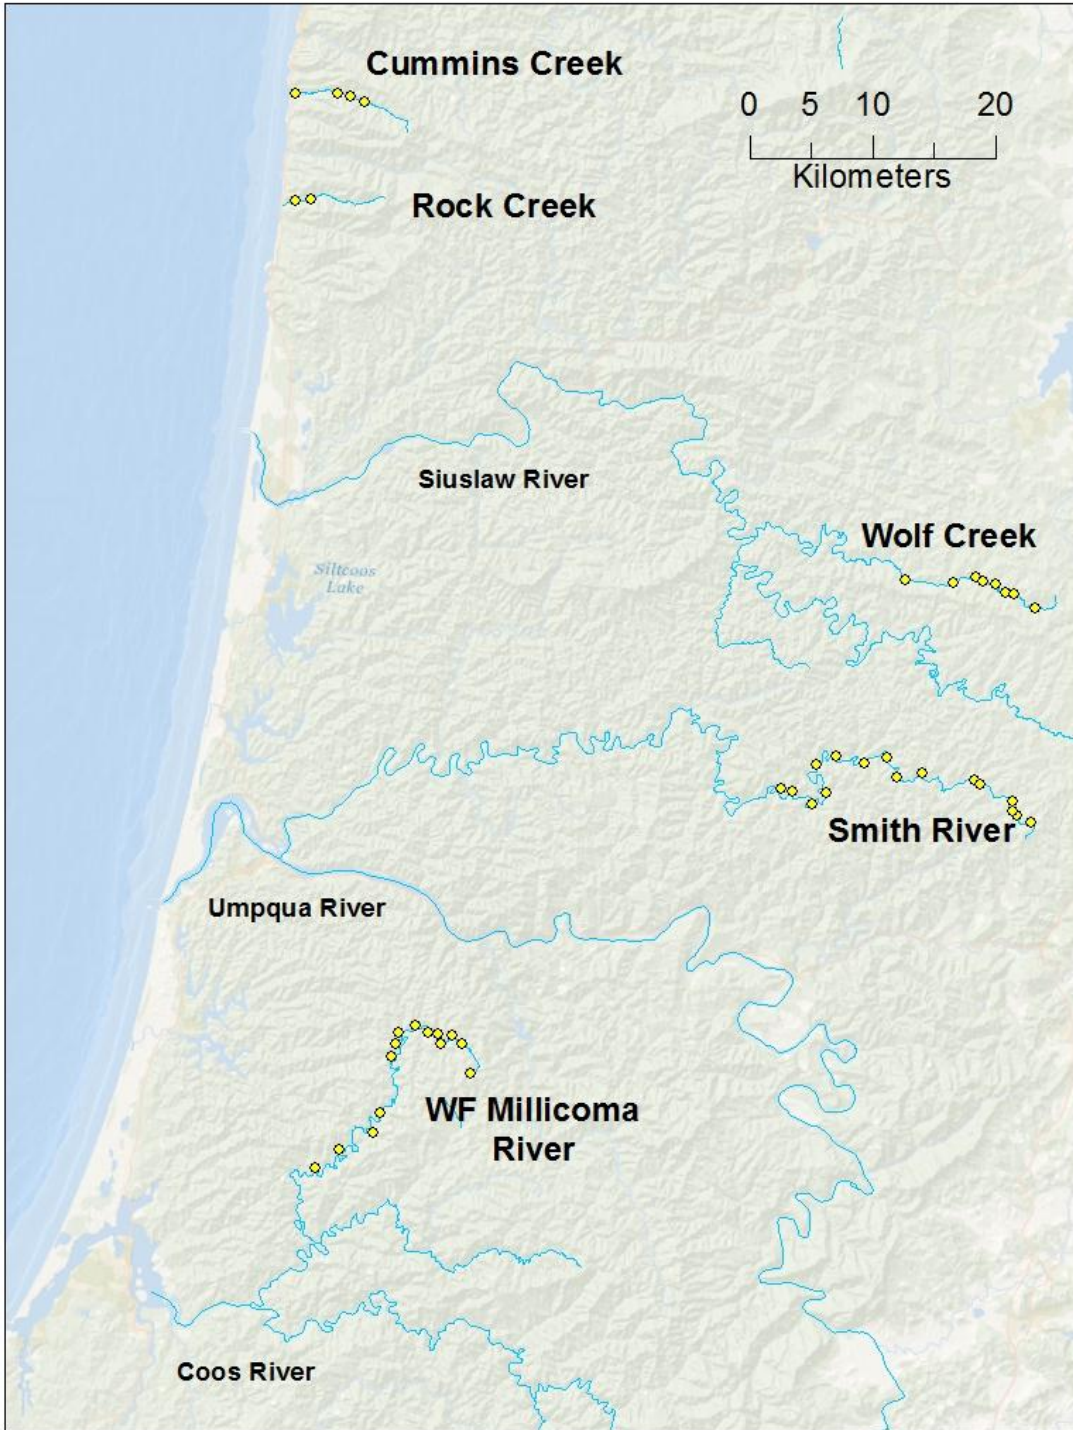 Cummins Creek
0 5 10 20
Kilometers
Rock Creek
Siuslaw River
Wolf Creek
Siltcoos
Lake
Smith River
Umpqua River
WF Millicoma
River
Coos River